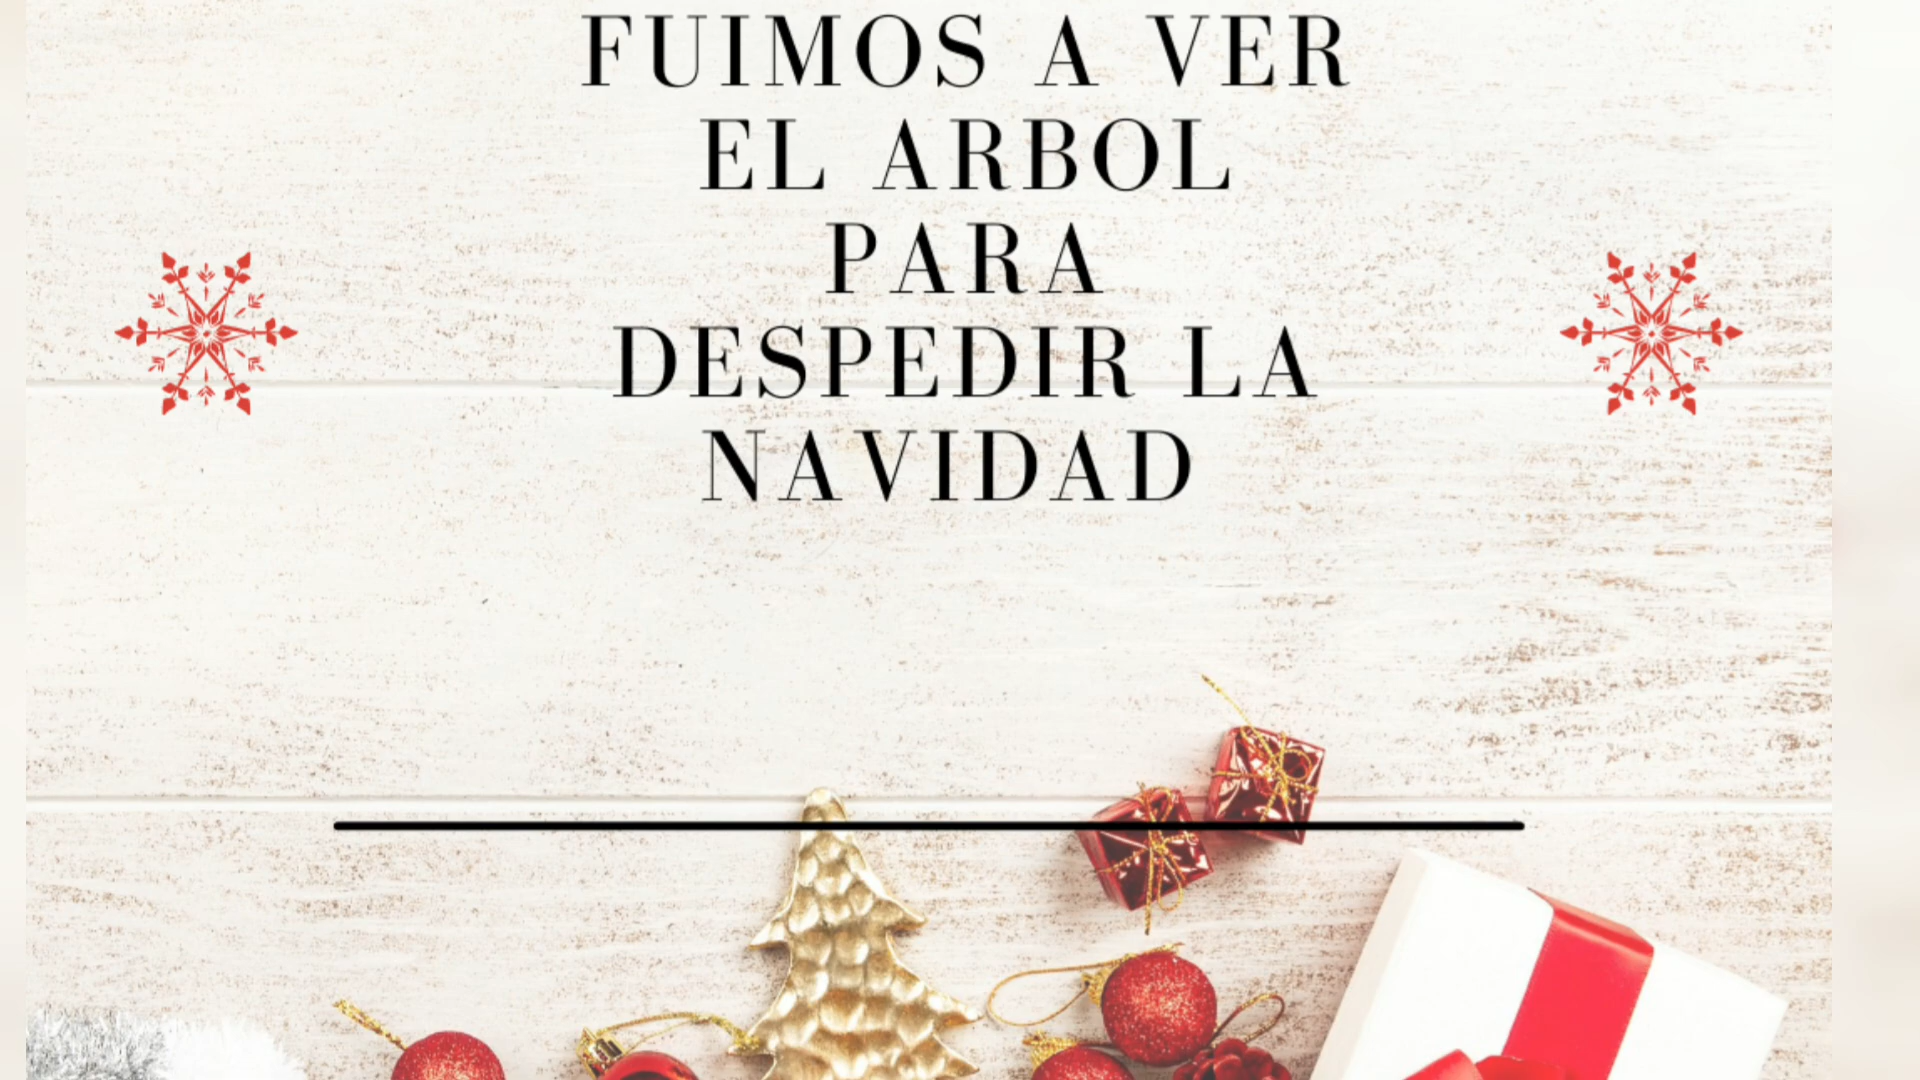 FUIMOS A VER
EL ARBOL
PARA
DESPEDIR LA
NAVIDAD